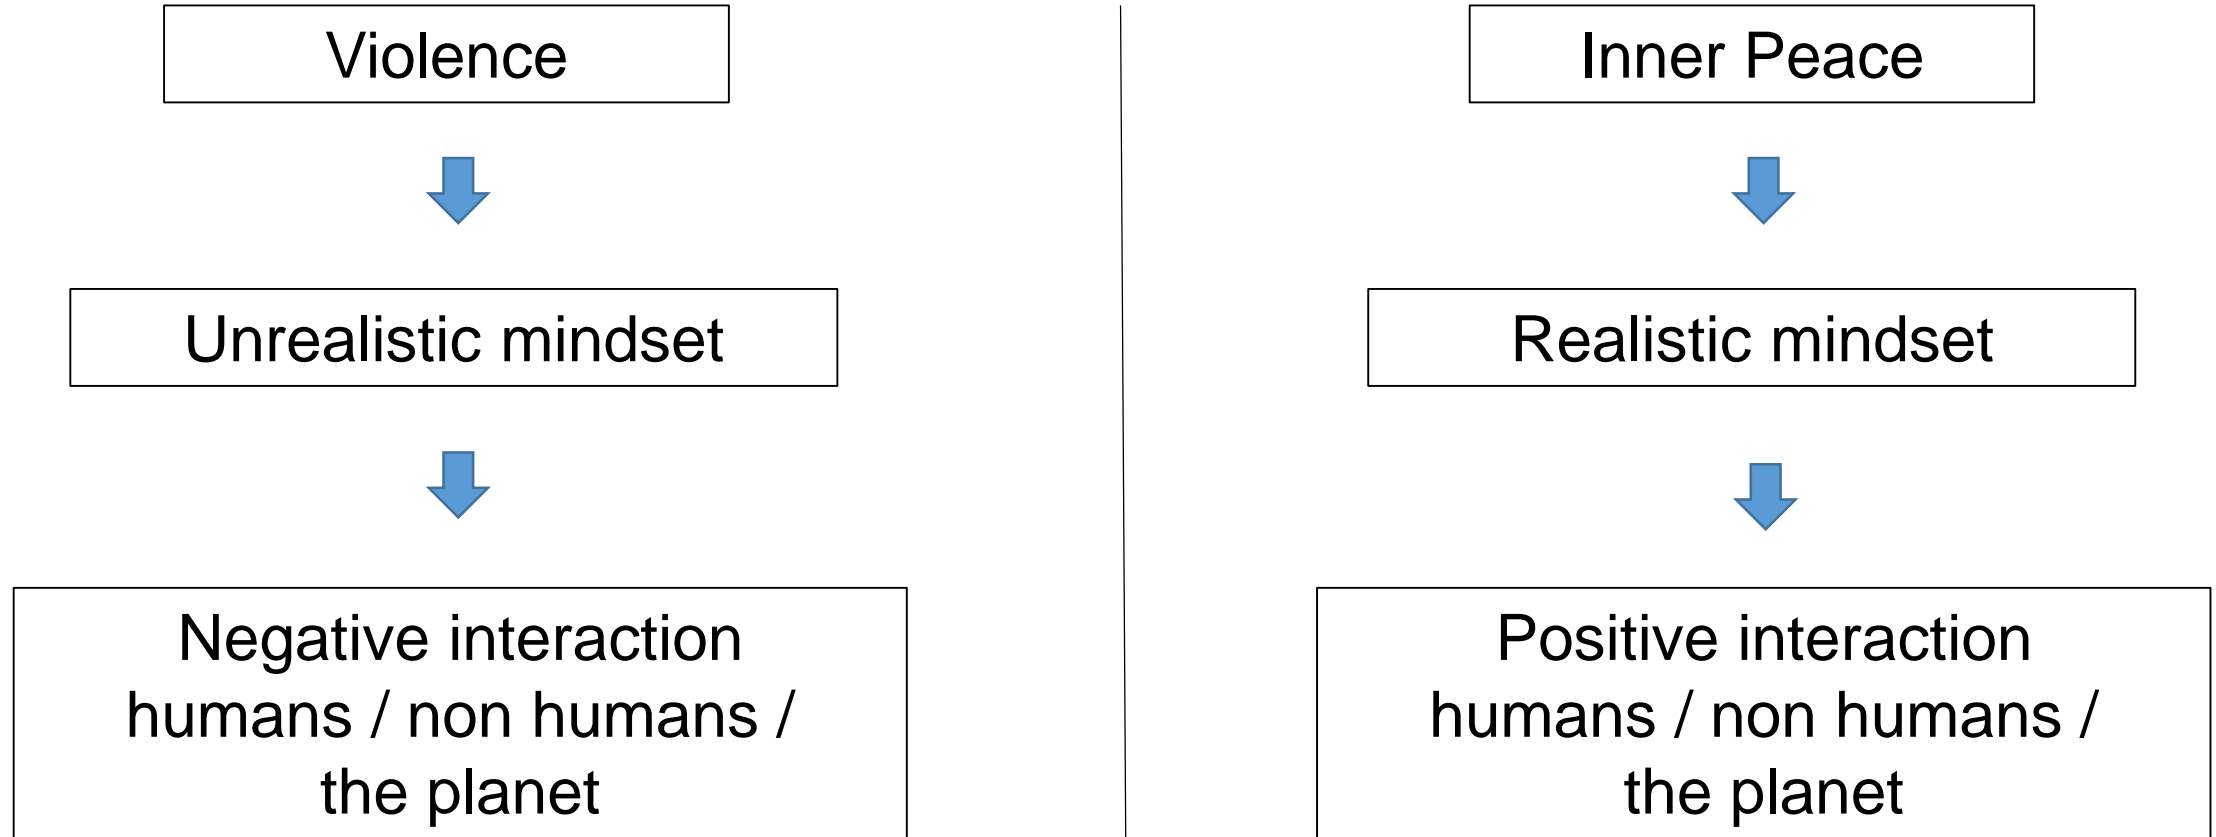 Violence
Unrealistic mindset
Negative interaction
humans / non humans /
the planet
Inner Peace
Realistic mindset
Positive interaction
humans / non humans /
the planet